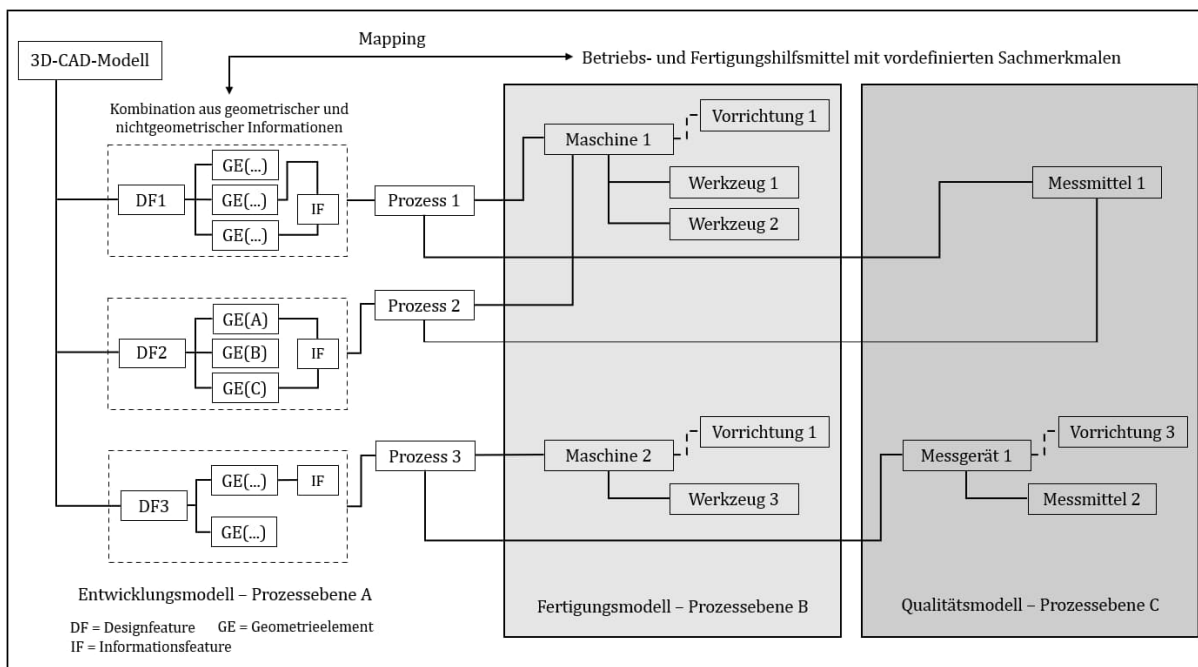 Mapping
3D-CAD-Modell
Betriebs- und Fertigungshilfsmittel mit vordefinierten Sachmerkmalen
Kombination aus geometrischer und
nichtgeometrischer Informationen
DF1
GE(...)
GE(...)
GE(...)
IF
Prozess 1
Maschine 1
Vorrichtung 1
Werkzeug 1
Werkzeug 2
Messmittel 1
DF2
GE(A)
GE(B)
GE(C)
IF
Prozess 2
DF3
GE(...)
GE(...)
IF
Prozess 3
Maschine 2
Vorrichtung 1
Werkzeug 3
Messgerät 1
Vorrichtung 3
Messmittel 2
Entwicklungsmodell – Prozessebene A
Fertigungsmodell – Prozessebene B
Qualitätsmodell – Prozessebene C
DF = Designfeature GE = Geometrieelement
IF = Informationsfeature